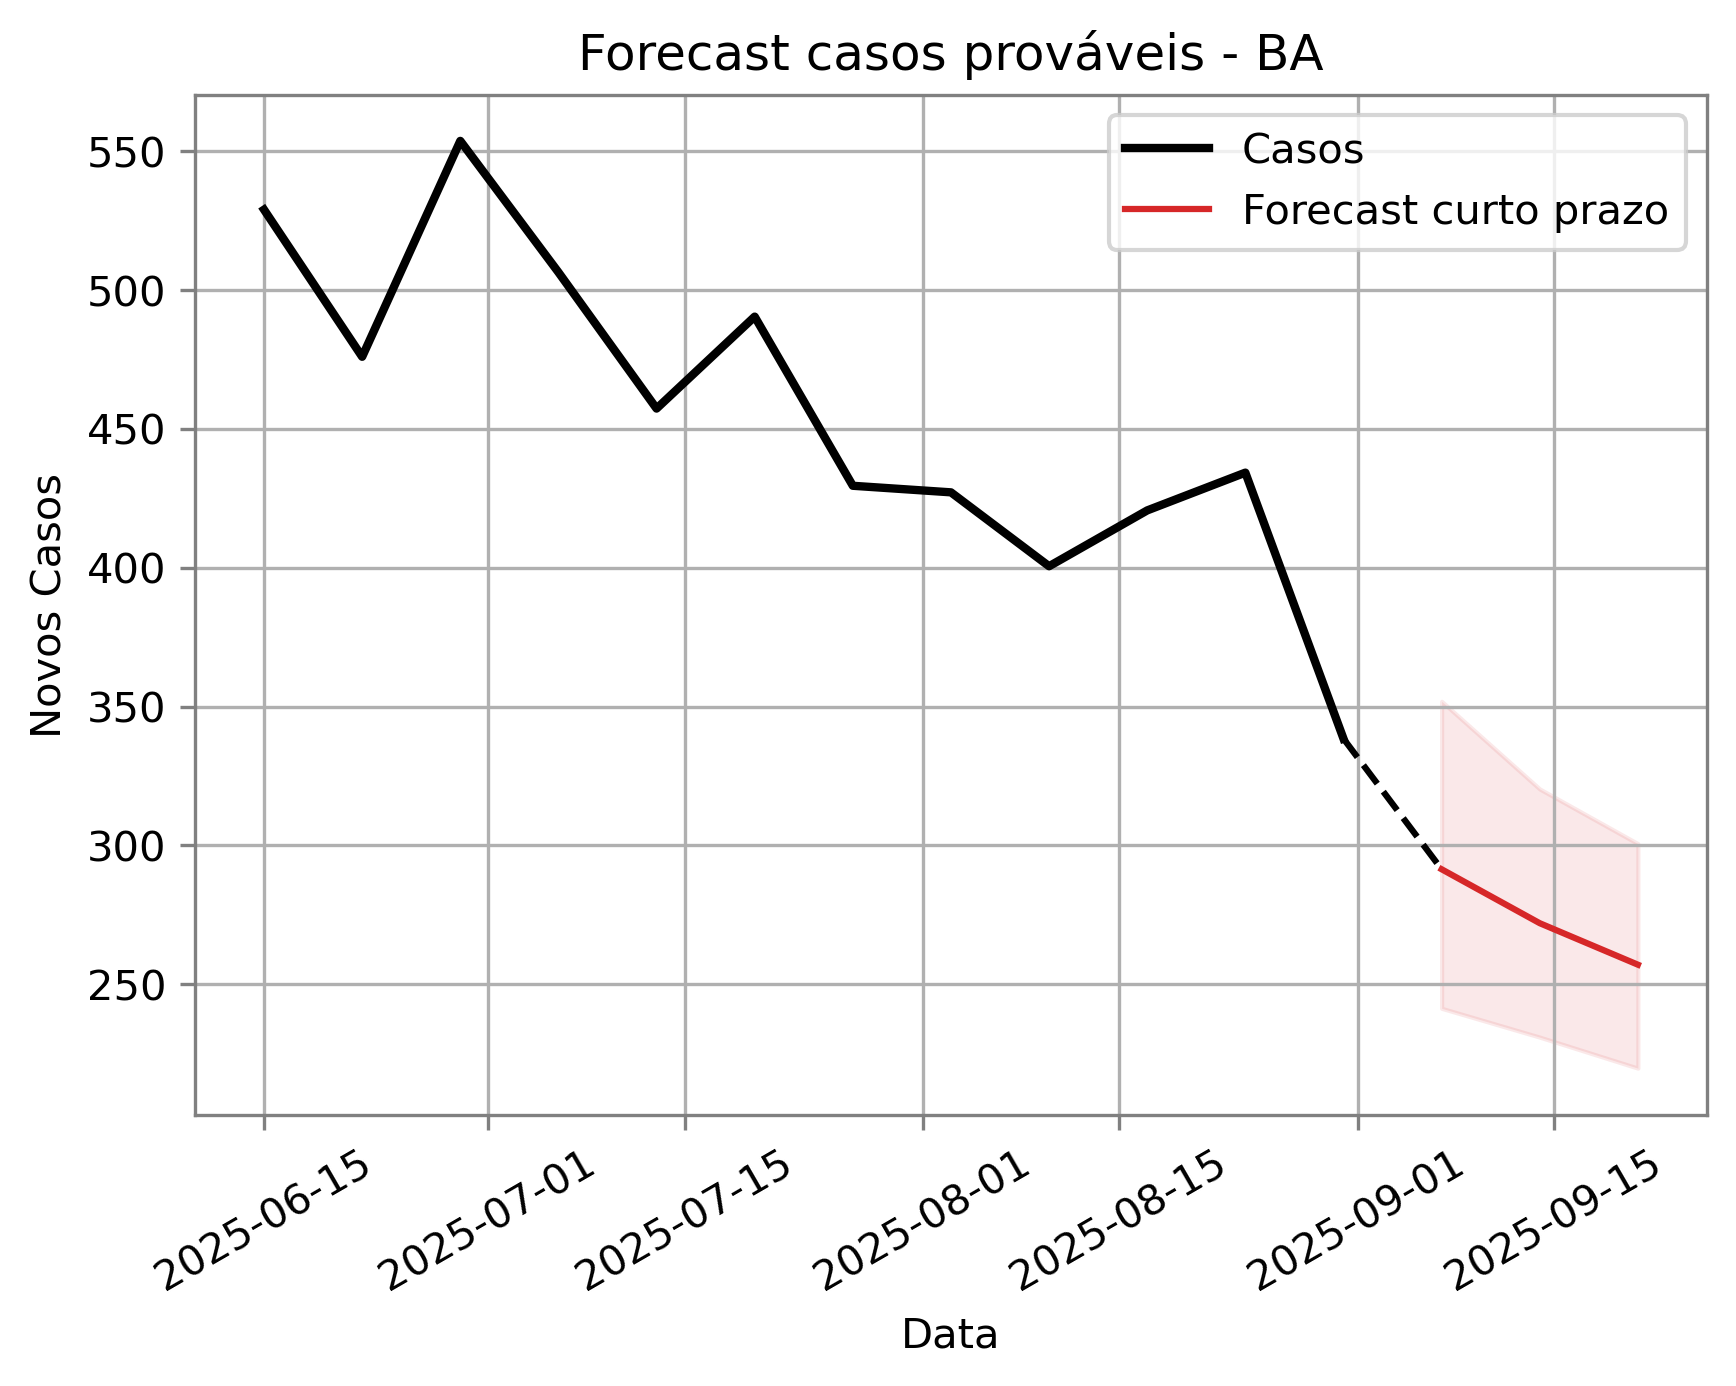 Forecast casos prováveis - BA
Casos
Forecast curto prazo
550
500
450
400
350
300
250
Novos Casos
2025-06-15
2025-07-01
2025-07-15
2025-08-01
2025-08-15
2025-09-01
2025-09-15
Data